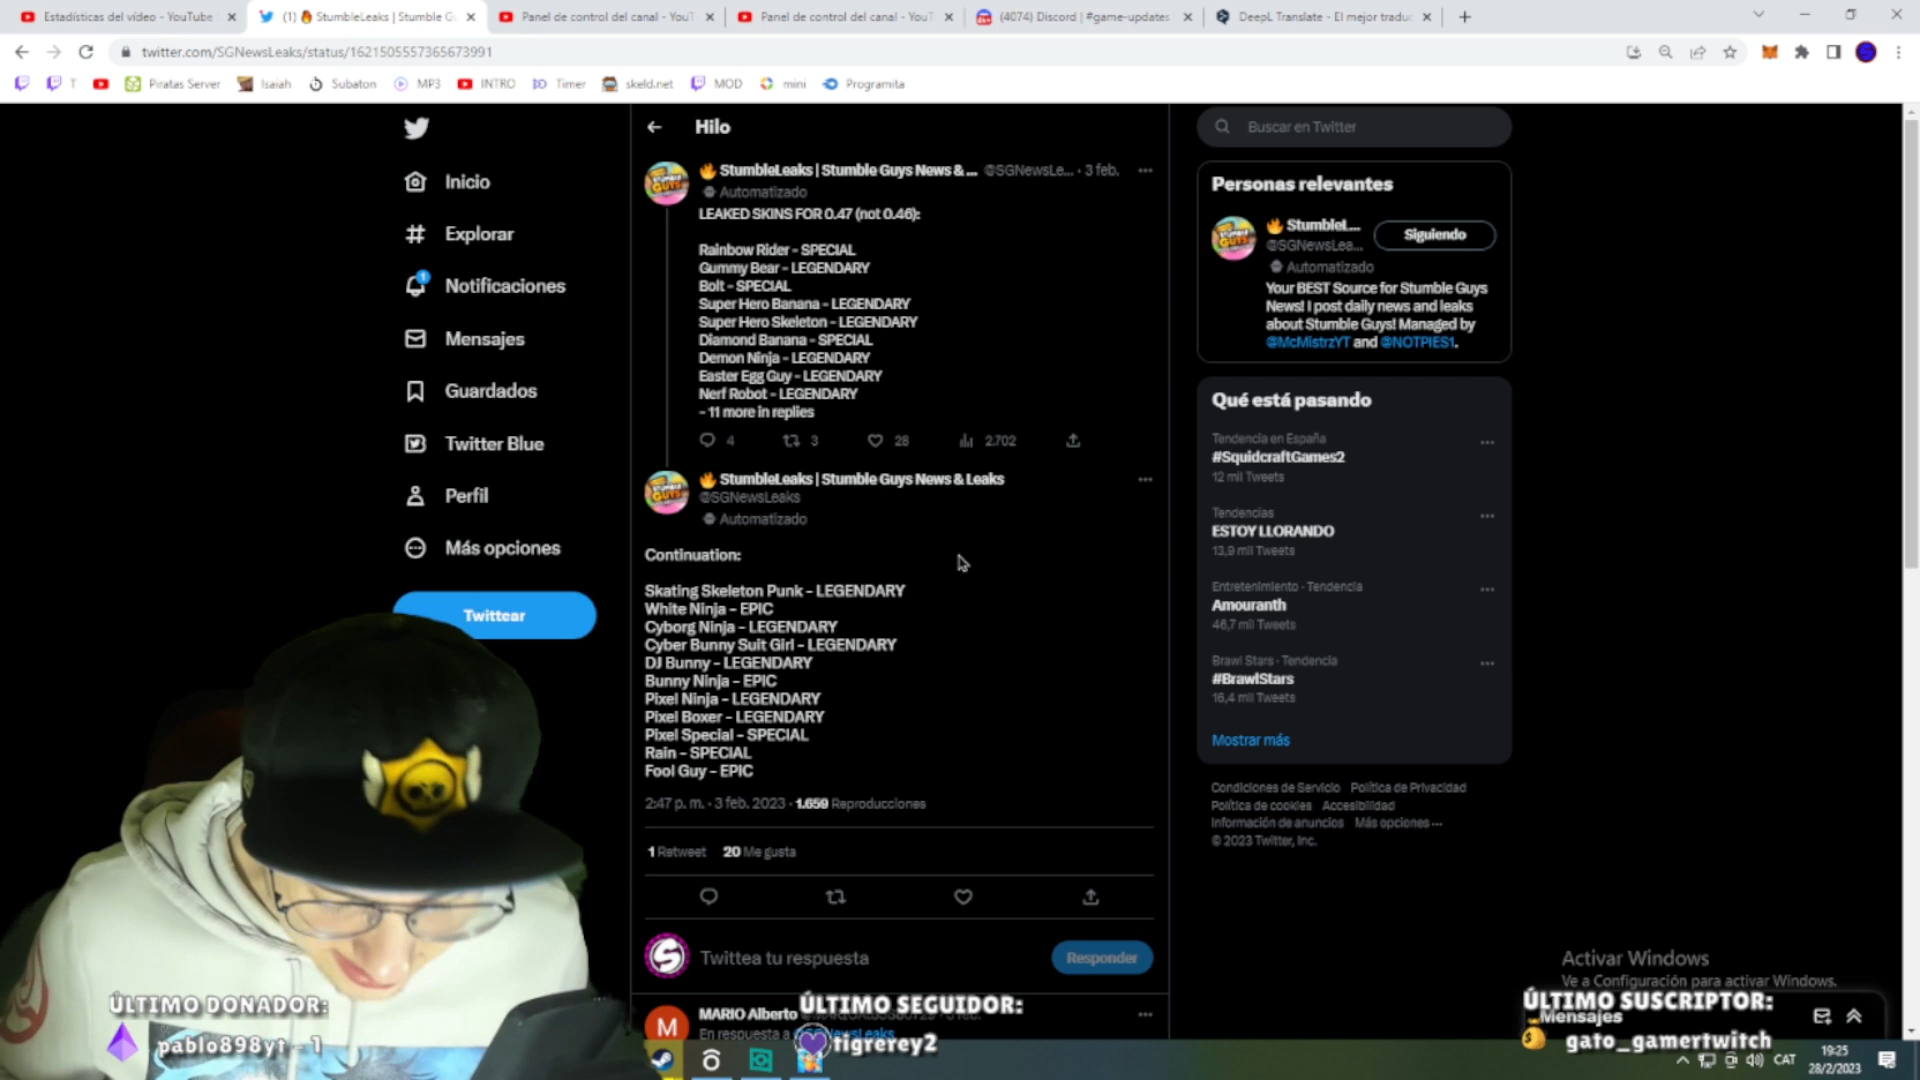 Estadísticas del vídeo - YouTube
(1) 🔥 StumbleLeaks | Stumble G
Panel de control del canal - YouT
Panel de control del canal - YouT
(4074) Discord | #game-updates
DeepL Translate - El mejor traduc
twitter.com/SGNewsLeaks/status/1621505557365673991
T
Piratas Server
Isaiah
Subaton
MP3
INTRO
Timer
skeld.net
MOD
mini
Programita
Inicio
Explorar
1
Notificaciones
Mensajes
Guardados
Twitter Blue
Perfil
Más opciones
Twittear
Hilo
🔥 StumbleLeaks | Stumble Guys News & ... @SGNewsLe... · 3 feb.
Automatizado
LEAKED SKINS FOR 0.47 (not 0.46):
Rainbow Rider - SPECIAL
Gummy Bear - LEGENDARY
Bolt - SPECIAL
Super Hero Banana - LEGENDARY
Super Hero Skeleton - LEGENDARY
Diamond Banana - SPECIAL
Demon Ninja - LEGENDARY
Easter Egg Guy - LEGENDARY
Nerf Robot - LEGENDARY
- 11 more in replies
4 3 28 2.702
🔥 StumbleLeaks | Stumble Guys News & Leaks
@SGNewsLeaks
Automatizado
Continuation:
Skating Skeleton Punk - LEGENDARY
White Ninja - EPIC
Cyborg Ninja - LEGENDARY
Cyber Bunny Suit Girl - LEGENDARY
DJ Bunny - LEGENDARY
Bunny Ninja - EPIC
Pixel Ninja - LEGENDARY
Pixel Boxer - LEGENDARY
Pixel Special - SPECIAL
Rain - SPECIAL
Fool Guy - EPIC
2:47 p. m. · 3 feb. 2023 · 1.659 Reproducciones
1 Retweet 20 Me gusta
Twittea tu respuesta
Responder
M
MARIO Alberto
En respuesta a
Buscar en Twitter
Personas relevantes
🔥 Stumblel...
@SGNewsLea...
Automatizado
Siguiendo
Your BEST Source for Stumble Guys
News! I post daily news and leaks
about Stumble Guys! Managed by
@McMistrzYT and @NOTPIES1.
Qué está pasando
Tendencia en España
#SquidcraftGames2
12 mil Tweets
Tendencias
ESTOY LLORANDO
13,9 mil Tweets
Entretenimiento · Tendencia
Amouranth
46,7 mil Tweets
Brawl Stars · Tendencia
#BrawlStars
16,4 mil Tweets
Mostrar más
Condiciones de Servicio Política de Privacidad
Política de cookies Accesibilidad
Información de anuncios Más opciones ···
© 2023 Twitter, Inc.
Activar Windows
Ve a Configuración para activar Windows.
Mensajes
ÚLTIMO DONADOR:
pablo898yt - 1
ÚLTIMO SEGUIDOR:
tigrerey2
ÚLTIMO SUSCRIPTOR:
gato_gamertwitch
CAT
19:25
28/2/2023